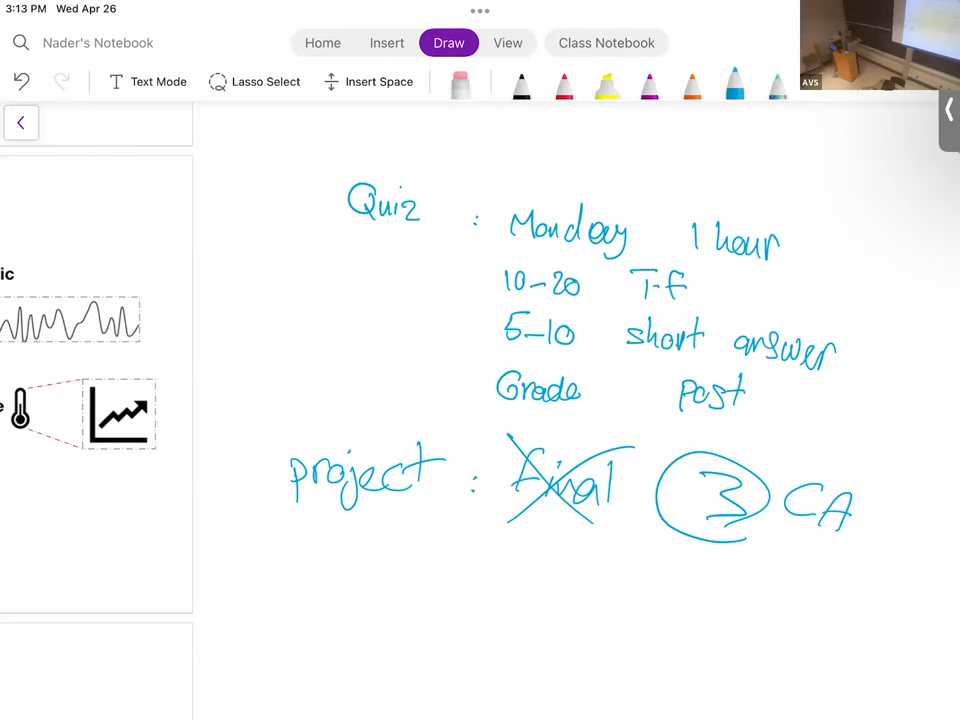 3:13 PM Wed Apr 26
Nader's Notebook
Home Insert Draw View Class Notebook
Text Mode Lasso Select Insert Space
AVS
ic
e
Quiz : Monday 1 hour
10-20 T-F
5-10 short answer
Grade post
project : final 3 CA